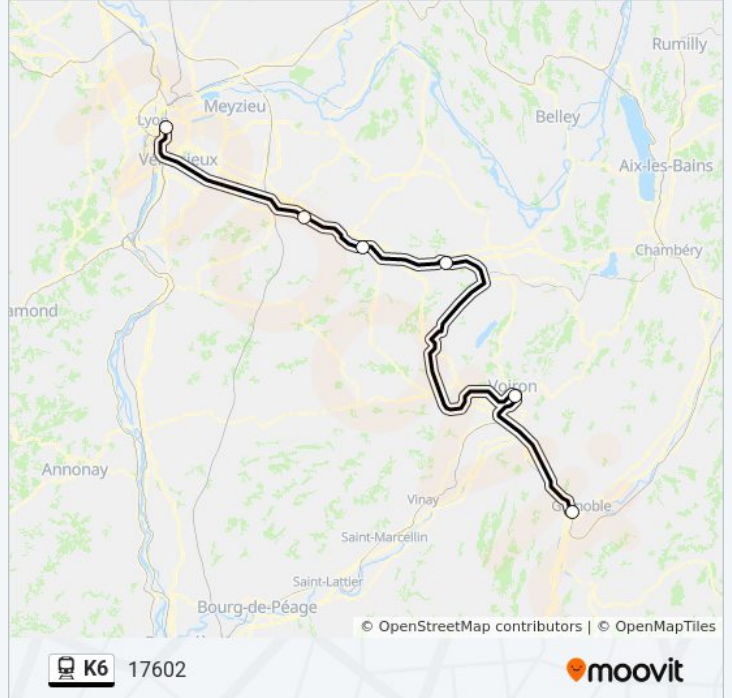 Rumilly
Meyzieu
Lyon
Belley
Vénissieux
Aix-les-Bains
Chambéry
amond
Voiron
Annonay
Vinay
Grenoble
Saint-Marcellin
Saint-Lattier
Bourg-de-Péage
© OpenStreetMap contributors | © OpenMapTiles
K6 17602
moovit